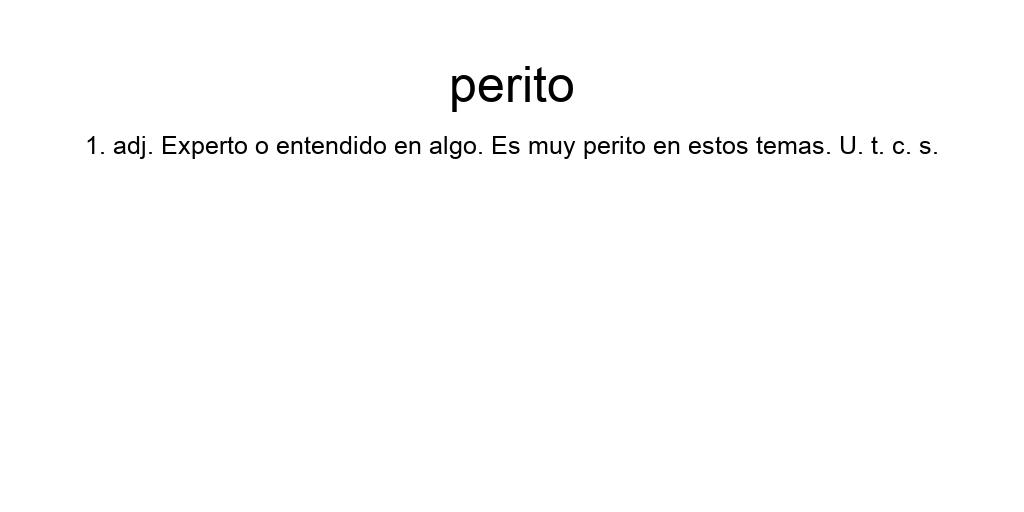 perito
1. adj. Experto o entendido en algo. Es muy perito en estos temas. U. t. c. s.